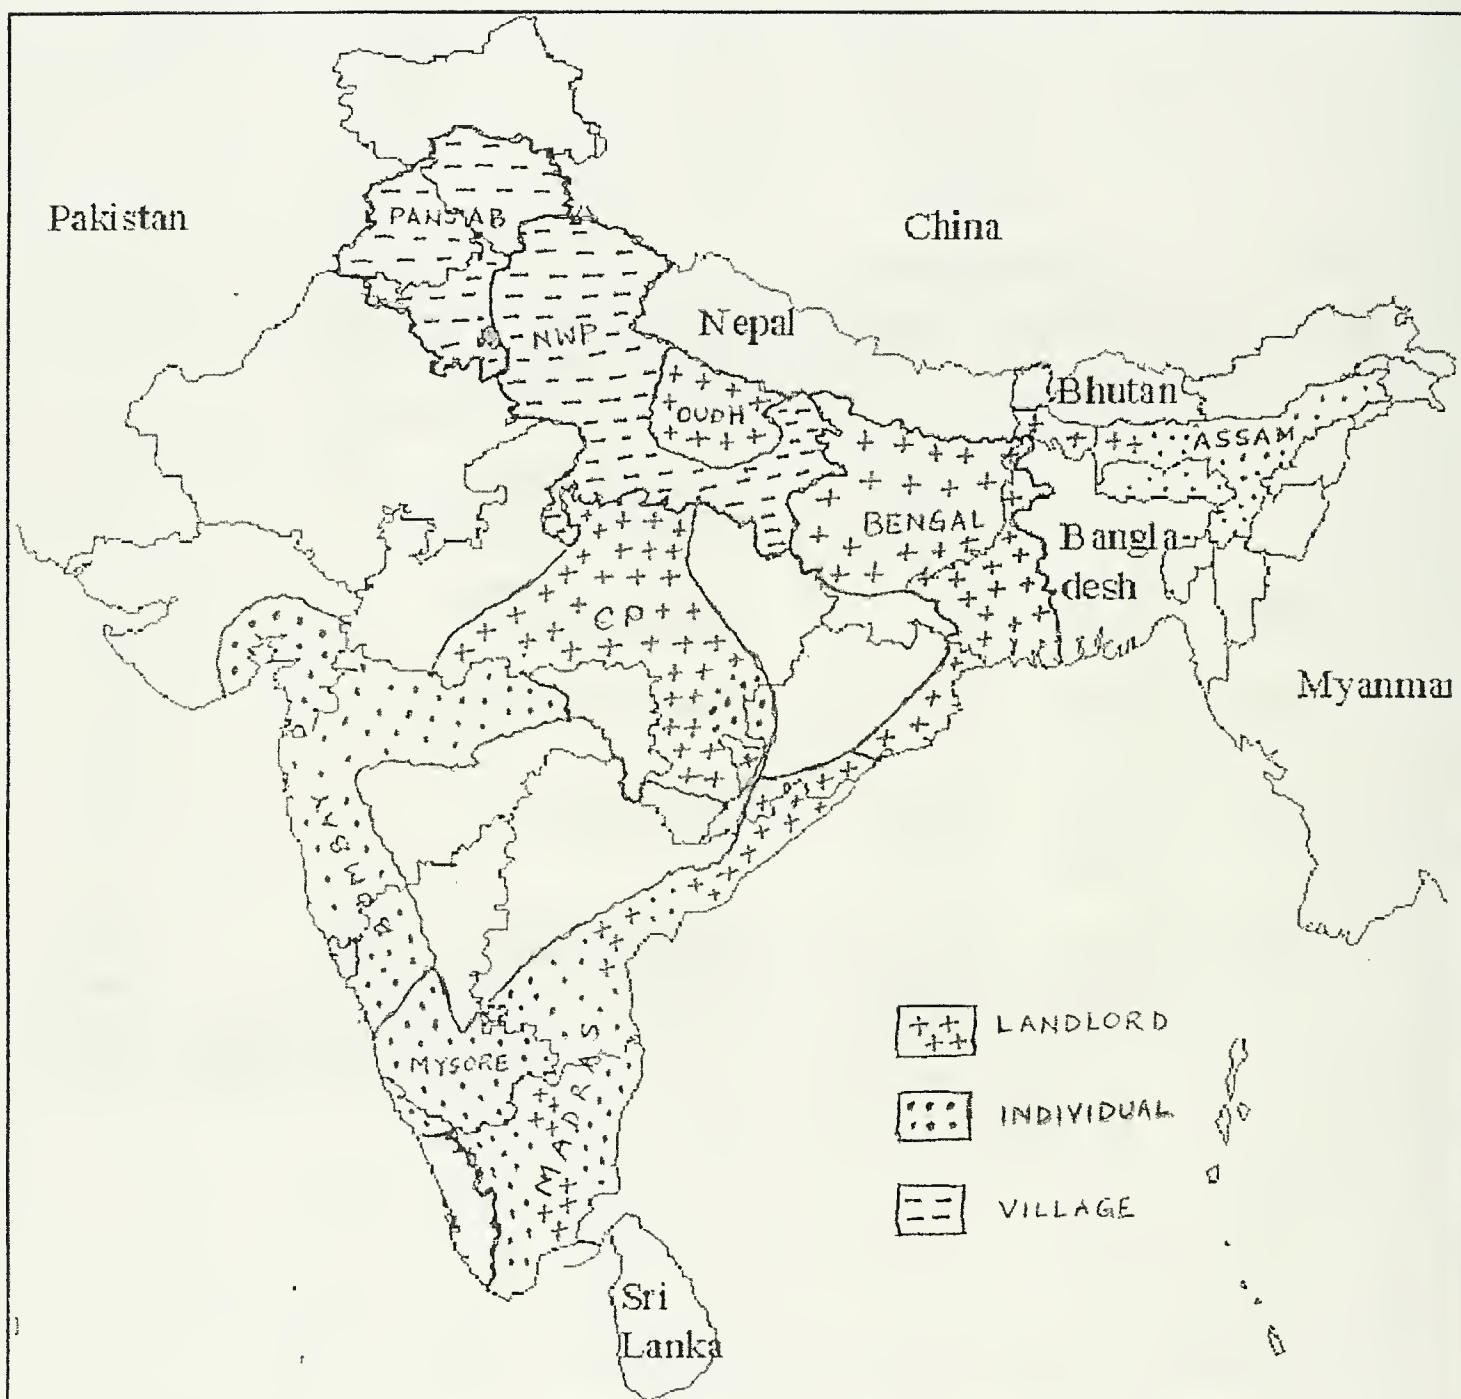 Pakistan
PANJAB
China
NWP
Nepal
OUDH
Bhutan
ASSAM
BENGAL
Bangla-
desh
CP
Myanmar
BOMBAY
MYSORE
MADRAS
LANDLORD
INDIVIDUAL
VILLAGE
Sri
Lanka